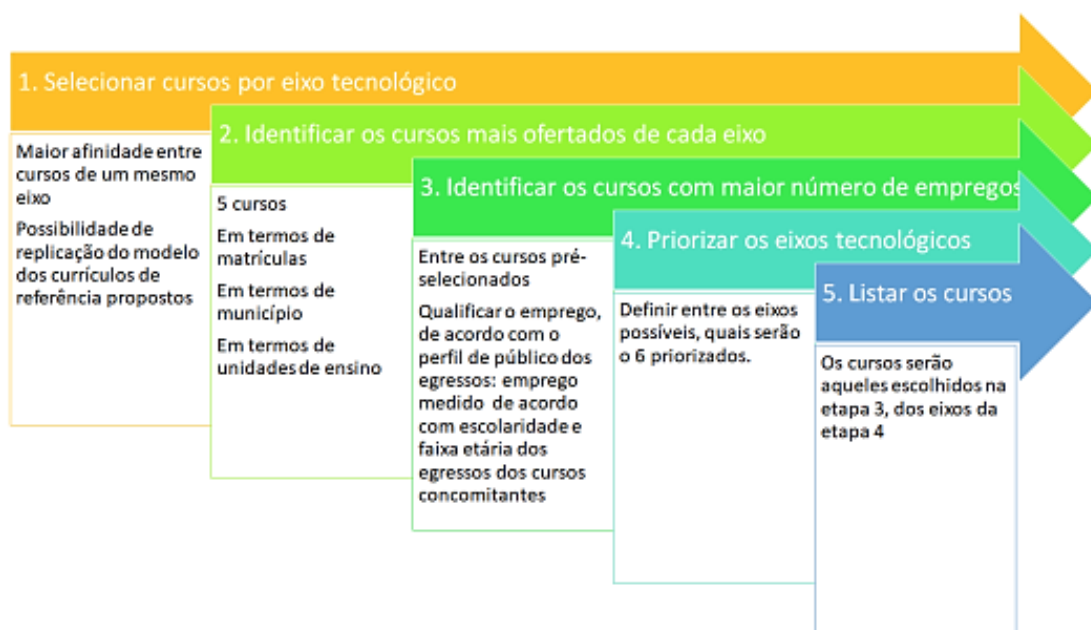 1. Selecionar cursos por eixo tecnológico
Maior afinidade entre
cursos de um mesmo
eixo
Possibilidade de
replicação do modelo
dos currículos de
referência propostos
2. Identificar os cursos mais ofertados de cada eixo
5 cursos
Em termos de
matrículas
Em termos de
município
Em termos de
unidades de ensino
3. Identificar os cursos com maior número de empregos
Entre os cursos pré-
selecionados
Qualificar o emprego,
de acordo com o
perfil de público dos
egressos: emprego
medido de acordo
com escolaridade e
faixa etária dos
egressos dos cursos
concomitantes
4. Priorizar os eixos tecnológicos
Definir entre os eixos
possíveis, quais serão
o 6 priorizados.
5. Listar os cursos
Os cursos serão
aqueles escolhidos na
etapa 3, dos eixos da
etapa 4